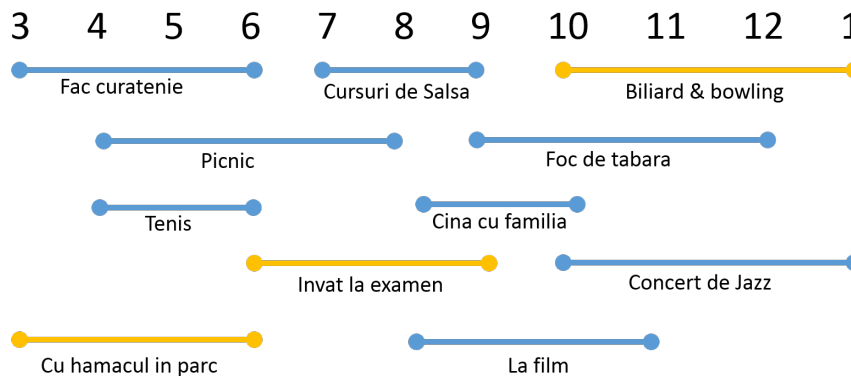 3 4 5 6 7 8 9 10 11 12 1
Fac curatenie
Cursuri de Salsa
Biliard & bowling
Picnic
Foc de tabara
Tenis
Cina cu familia
Invat la examen
Concert de Jazz
Cu hamacul in parc
La film